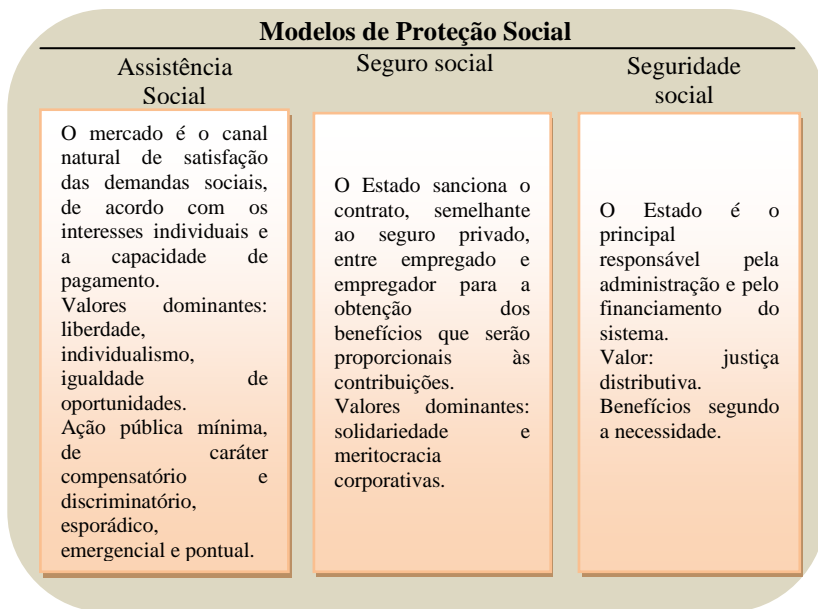 Modelos de Proteção Social
Assistência
Social
O mercado é o canal
natural de satisfação
das demandas sociais,
de acordo com os
interesses individuais e
a capacidade de
pagamento.
Valores dominantes:
liberdade,
individualismo,
igualdade de
oportunidades.
Ação pública mínima,
de caráter
compensatório e
discriminatório,
esporádico,
emergencial e pontual.
Seguro social
O Estado sanciona o
contrato, semelhante
ao seguro privado,
entre empregado e
empregador para a
obtenção dos
benefícios que serão
proporcionais às
contribuições.
Valores dominantes:
solidariedade e
meritocracia
corporativas.
Seguridade
social
O Estado é o
principal
responsável pela
administração e pelo
financiamento do
sistema.
Valor: justiça
distributiva.
Benefícios segundo
a necessidade.